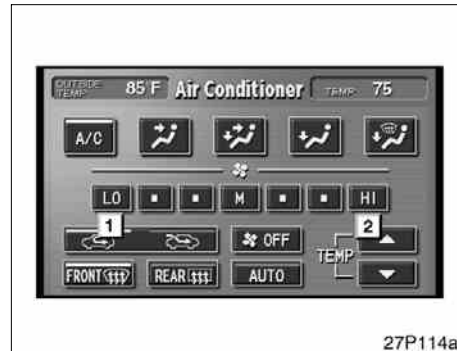 OUTSIDE TEMP 85°F Air Conditioner TEMP 75
A/C
LO M HI
1 2
OFF
TEMP
FRONT REAR AUTO
27P114a